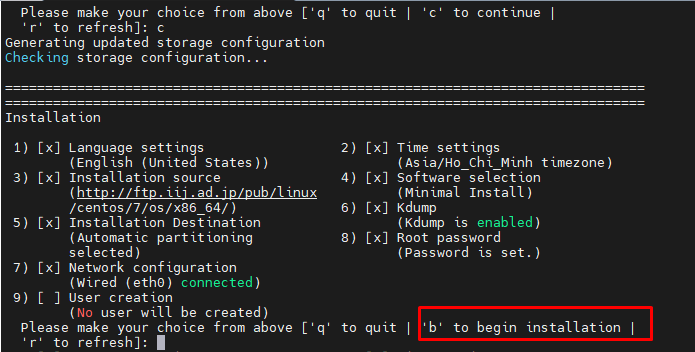 Please make your choice from above ['q' to quit | 'c' to continue |
'r' to refresh]: c
Generating updated storage configuration
Checking storage configuration...
================================================================================
================================================================================
Installation
1) [x] Language settings 2) [x] Time settings
(English (United States)) (Asia/Ho_Chi_Minh timezone)
3) [x] Installation source 4) [x] Software selection
(http://ftp.iij.ad.jp/pub/linux (Minimal Install)
/centos/7/os/x86_64/) 6) [x] Kdump
5) [x] Installation Destination (Kdump is enabled)
(Automatic partitioning 8) [x] Root password
selected) (Password is set.)
7) [x] Network configuration
(Wired (eth0) connected)
9) [ ] User creation
(No user will be created)
Please make your choice from above ['q' to quit | 'b' to begin installation |
'r' to refresh]: